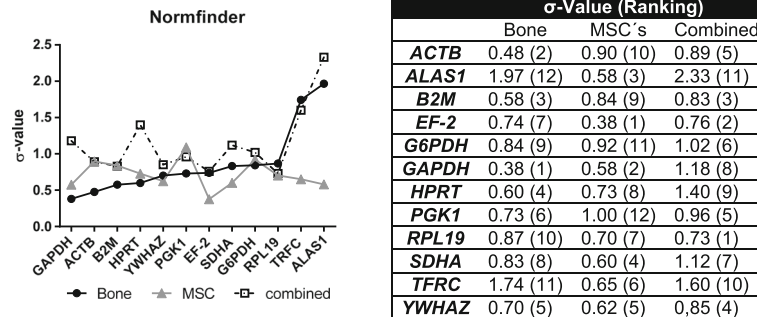 Normfinder
σ-value
2.5
2.0
1.5
1.0
0.5
0.0
GAPDH
ACTB
B2M
HPRT
YWHAZ
PGK1
EF-2
SDHA
G6PDH
RPL19
TRFC
ALAS1
Bone MSC combined
σ-Value (Ranking)
Bone MSC´s Combined
ACTB 0.48 (2) 0.90 (10) 0.89 (5)
ALAS1 1.97 (12) 0.58 (3) 2.33 (11)
B2M 0.58 (3) 0.84 (9) 0.83 (3)
EF-2 0.74 (7) 0.38 (1) 0.76 (2)
G6PDH 0.84 (9) 0.92 (11) 1.02 (6)
GAPDH 0.38 (1) 0.58 (2) 1.18 (8)
HPRT 0.60 (4) 0.73 (8) 1.40 (9)
PGK1 0.73 (6) 1.00 (12) 0.96 (5)
RPL19 0.87 (10) 0.70 (7) 0.73 (1)
SDHA 0.83 (8) 0.60 (4) 1.12 (7)
TFRC 1.74 (11) 0.65 (6) 1.60 (10)
YWHAZ 0.70 (5) 0.62 (5) 0,85 (4)